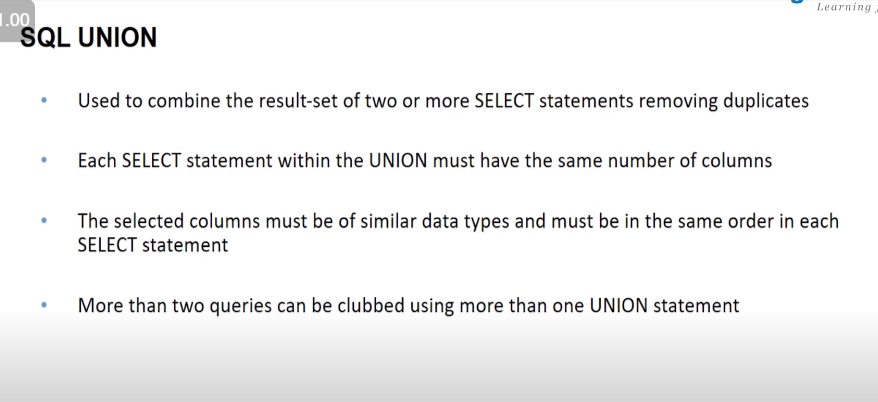 Learning
1.00
SQL UNION
• Used to combine the result-set of two or more SELECT statements removing duplicates
• Each SELECT statement within the UNION must have the same number of columns
• The selected columns must be of similar data types and must be in the same order in each
SELECT statement
• More than two queries can be clubbed using more than one UNION statement